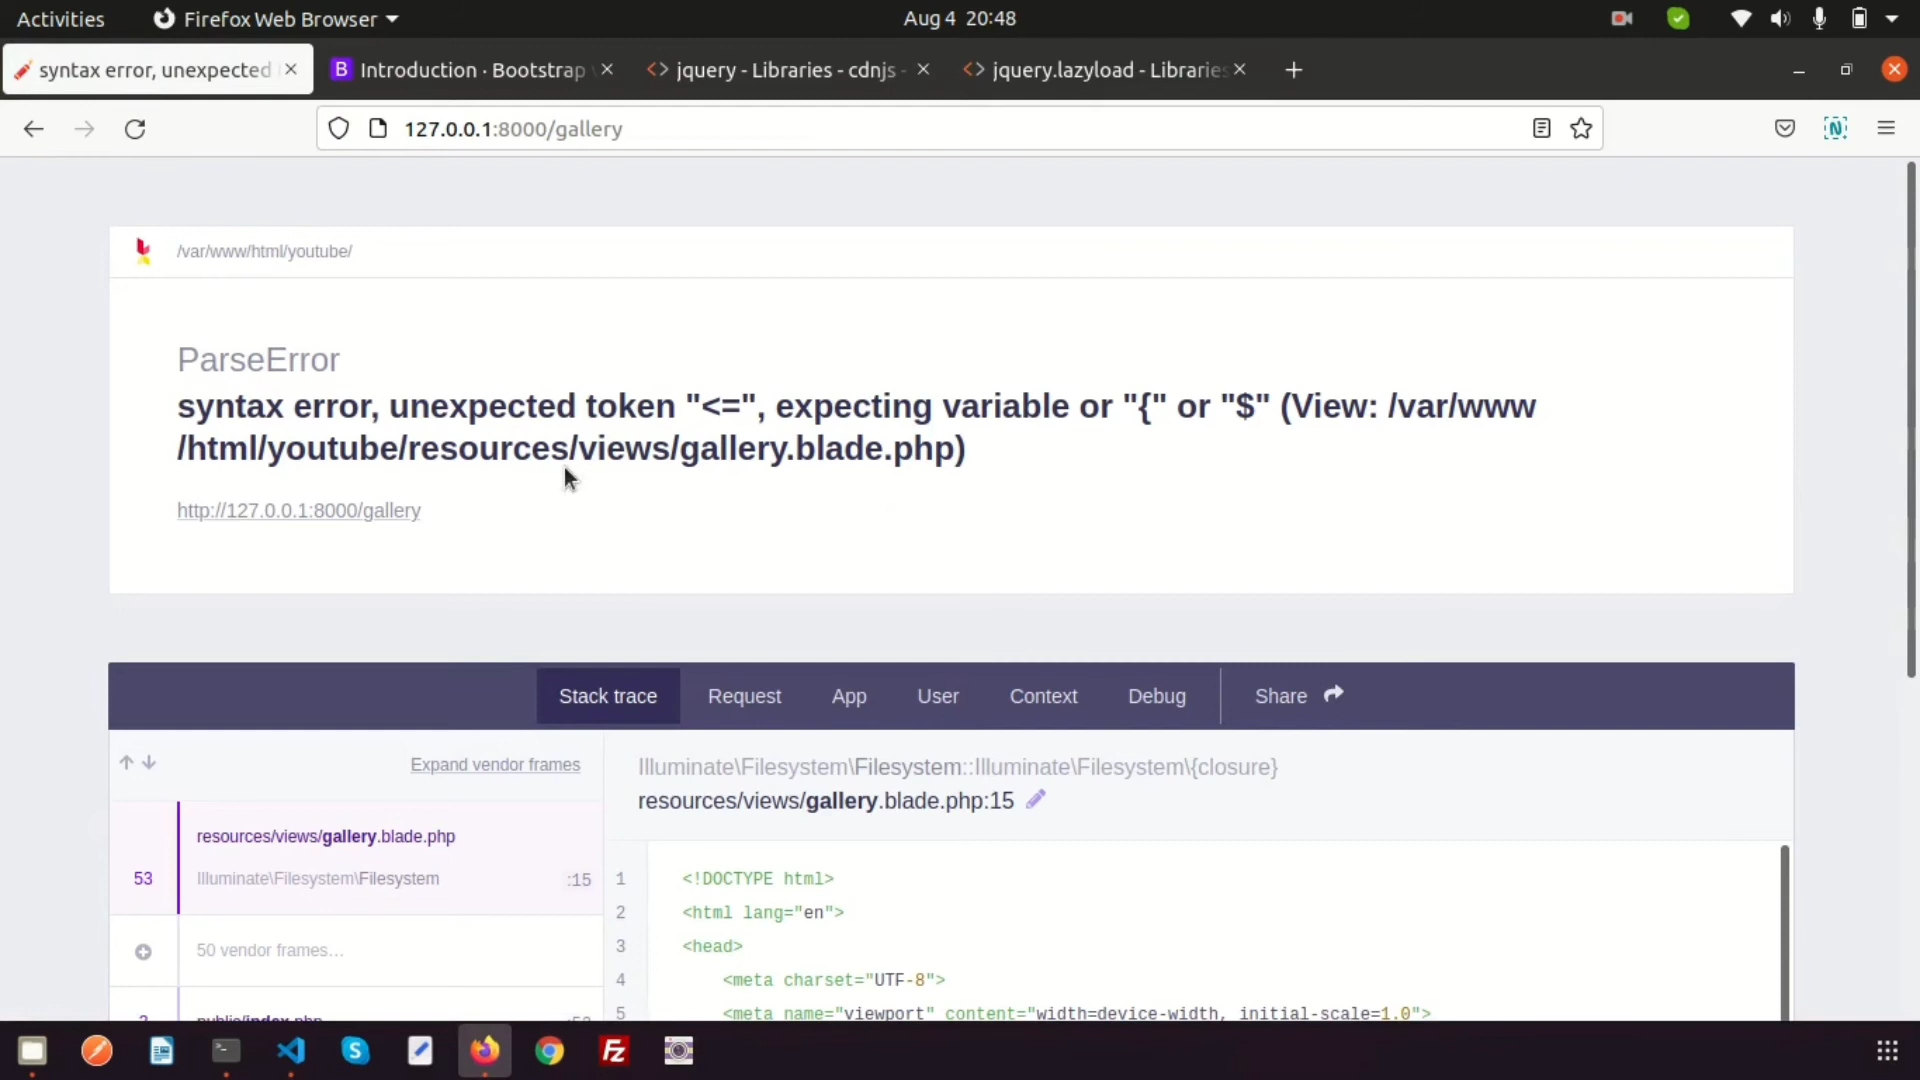 Activities
Firefox Web Browser
Aug 4 20:48
syntax error, unexpected
Introduction · Bootstrap
jquery - Libraries - cdnjs -
jquery.lazyload - Libraries
127.0.0.1:8000/gallery
/var/www/html/youtube/
ParseError
syntax error, unexpected token "<=", expecting variable or "{" or "$" (View: /var/www
/html/youtube/resources/views/gallery.blade.php)
http://127.0.0.1:8000/gallery
Stack trace
Request
App
User
Context
Debug
Share
Expand vendor frames
Illuminate\Filesystem\Filesystem::Illuminate\Filesystem\{closure}
resources/views/gallery.blade.php:15
resources/views/gallery.blade.php
53
Illuminate\Filesystem\Filesystem
:15
50 vendor frames…
public/index.php
1 <!DOCTYPE html>
2 <html lang="en">
3 <head>
4 <meta charset="UTF-8">
5 <meta name="viewport" content="width=device-width, initial-scale=1.0">